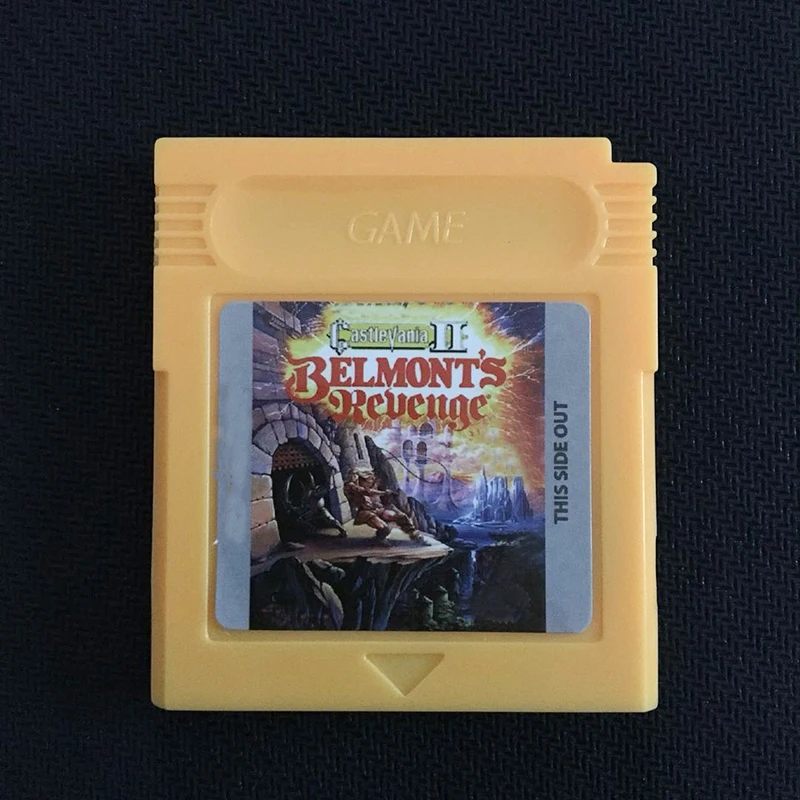 GAME
Castlevania II
BELMONT'S
Revenge
THIS SIDE OUT